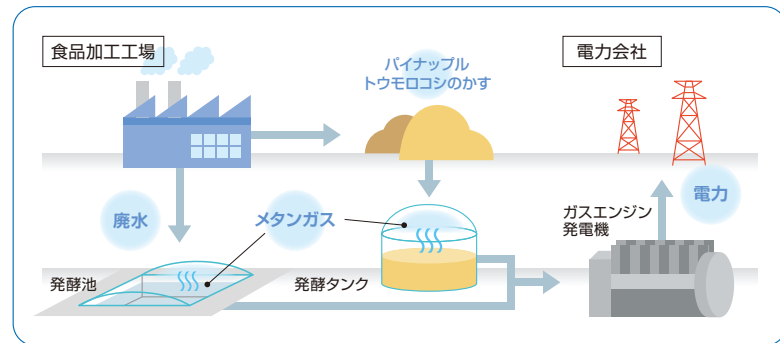 食品加工工場
パイナップル
トウモロコシのかす
電力会社
廃水
メタンガス
ガスエンジン
発電機
電力
発酵池
発酵タンク